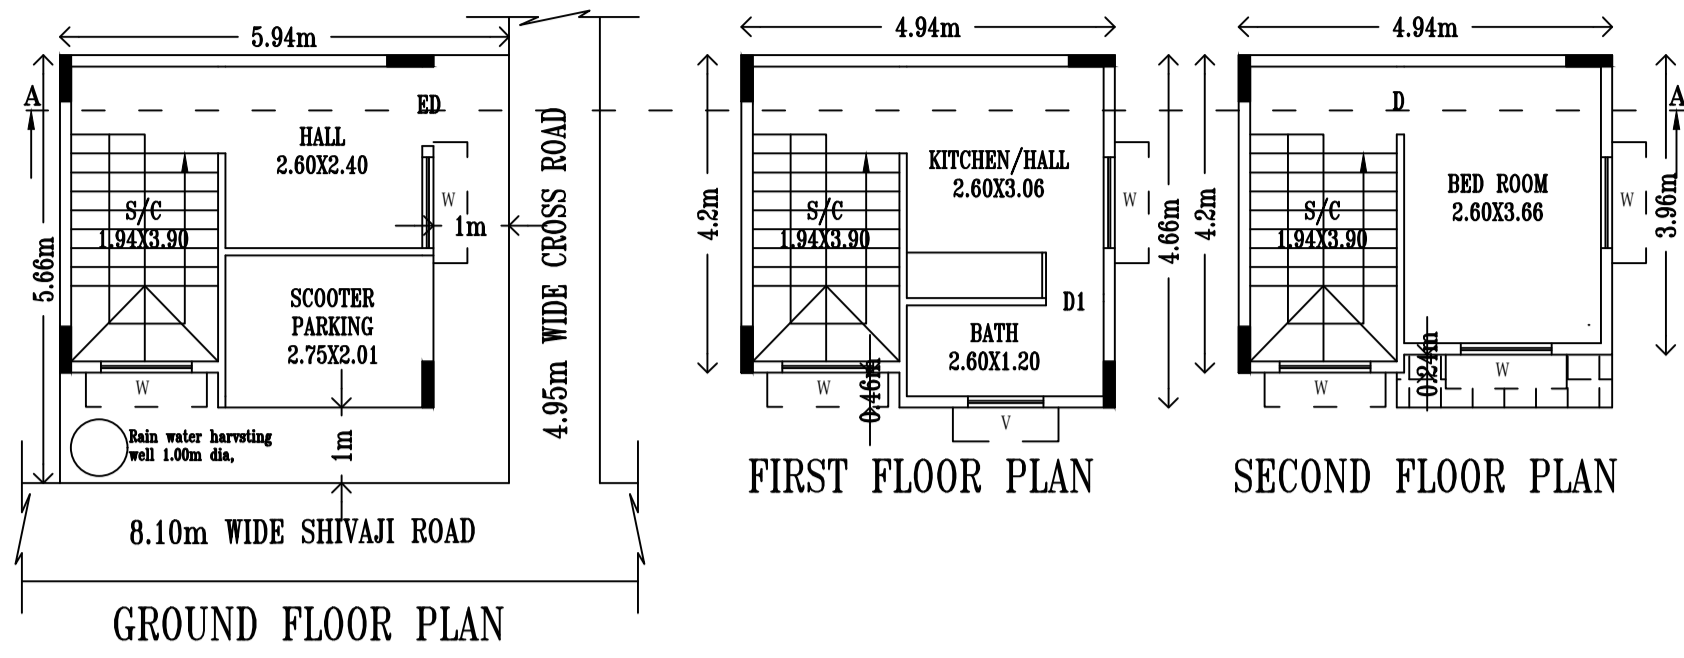 5.94m
A
ED
HALL
2.60X2.40
W
S/C
1.94X3.90
1m
5.66m
SCOOTER
PARKING
2.75X2.01
W
Rain water harvsting
well 1.00m dia,
1m
4.95m WIDE CROSS ROAD
8.10m WIDE SHIVAJI ROAD
GROUND FLOOR PLAN
4.94m
KITCHEN/HALL
2.60X3.06
W
4.2m
S/C
1.94X3.90
4.66m
D1
BATH
2.60X1.20
W
0.46m
V
FIRST FLOOR PLAN
4.94m
D
A
BED ROOM
2.60X3.66
W
4.2m
S/C
1.94X3.90
3.96m
0.24m
W
W
SECOND FLOOR PLAN